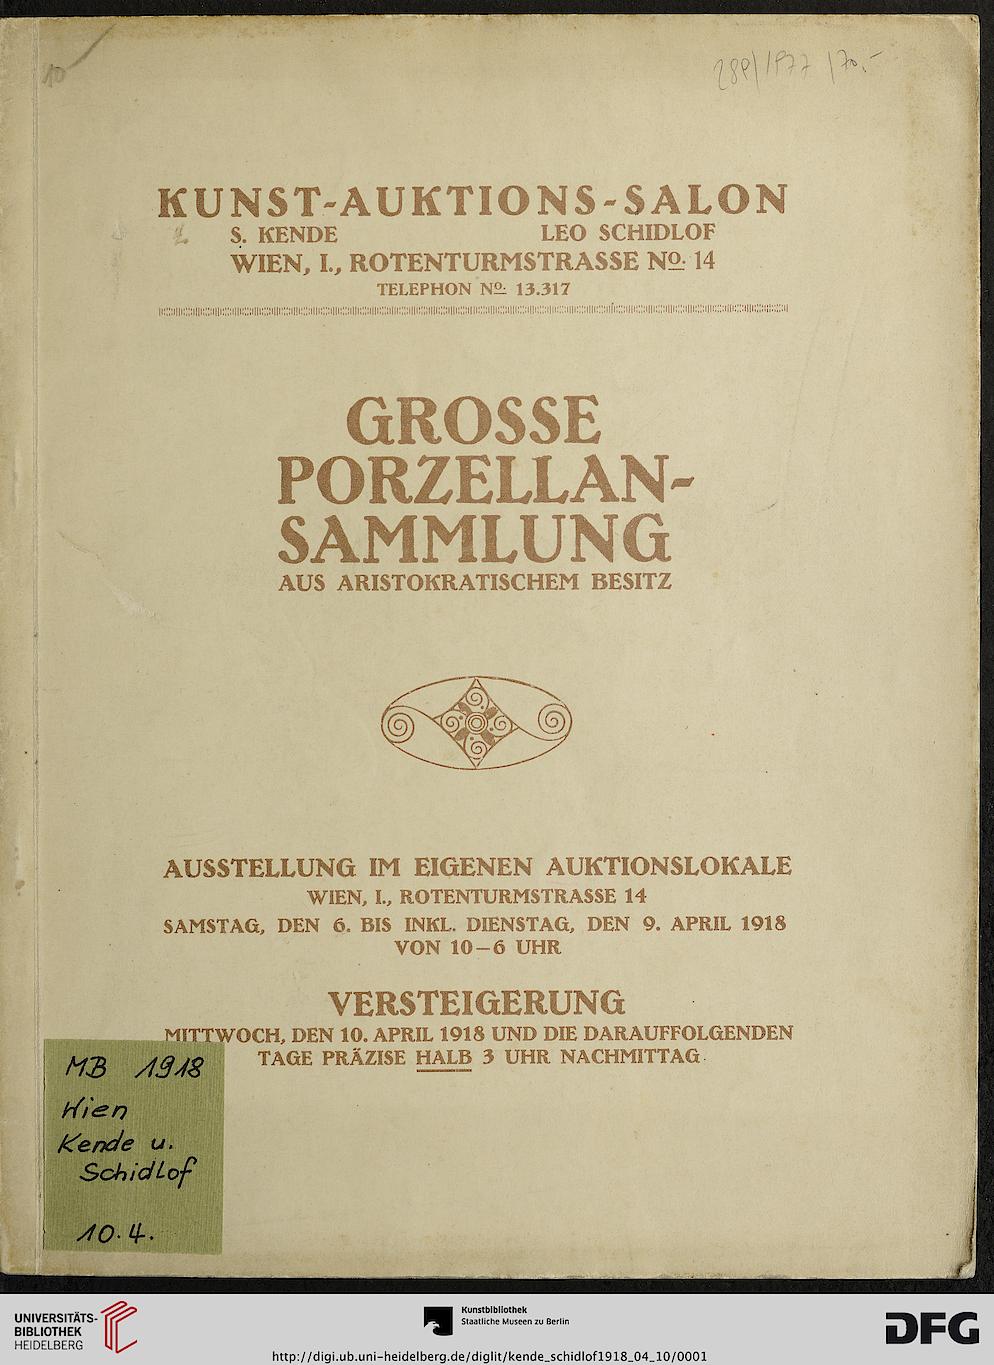 10
289/1977 170,-
KUNST-AUKTIONS-SALON
S. KENDE LEO SCHIDLOF
WIEN, I., ROTENTURMSTRASSE No: 14
TELEPHON No: 13.317
GROSSE
PORZELLAN-
SAMMLUNG
AUS ARISTOKRATISCHEM BESITZ
AUSSTELLUNG IM EIGENEN AUKTIONSLOKALE
WIEN, I., ROTENTURMSTRASSE 14
SAMSTAG, DEN 6. BIS INKL. DIENSTAG, DEN 9. APRIL 1918
VON 10—6 UHR
VERSTEIGERUNG
MITTWOCH, DEN 10. APRIL 1918 UND DIE DARAUFFOLGENDEN
TAGE PRÄZISE HALB 3 UHR NACHMITTAG
MB 1918
Wien
Kende u.
Schidlof
10.4.
UNIVERSITÄTS-
BIBLIOTHEK
HEIDELBERG
Kunstbibliothek
Staatliche Museen zu Berlin
DFG
http://digi.ub.uni-heidelberg.de/diglit/kende_schidlof1918_04_10/0001